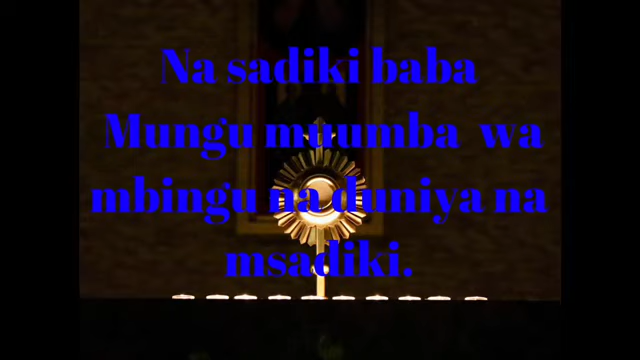 Na sadiki baba
Mungu muumba wa
mbingu na duniya na
msadiki.